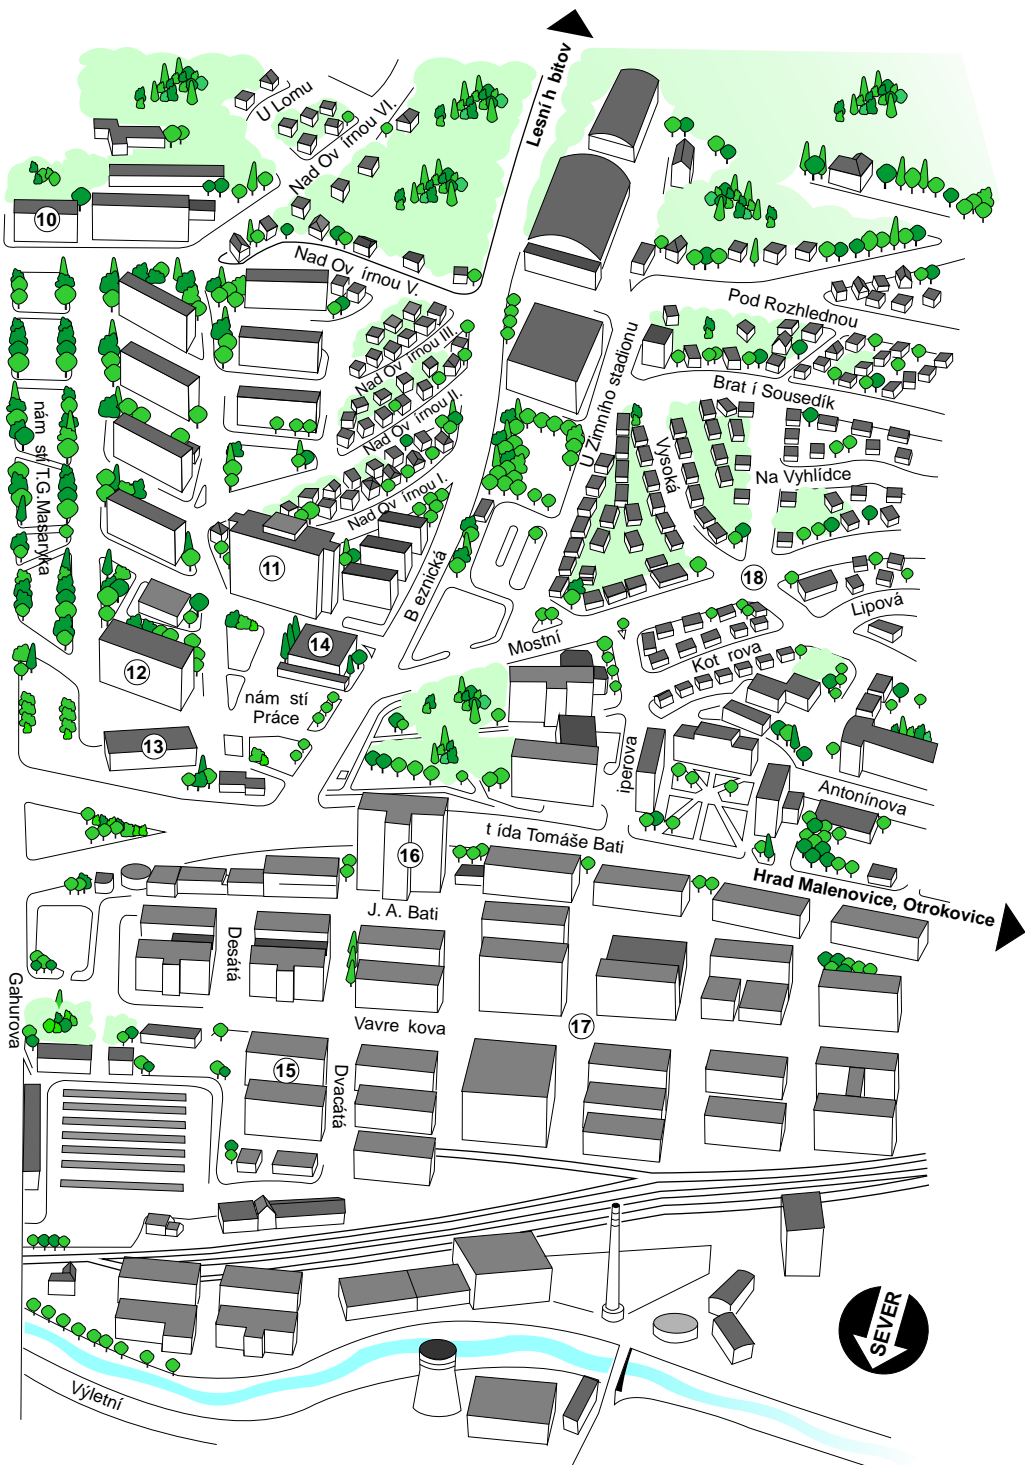 Lesní h bitov
U Lomu
Nad Ov írnou VI.
10
Nad Ov írnou V.
Pod Rozhlednou
Nad Ov írnou III.
U Zimního stadionu
Brat í Sousedík
nám stí T.G.Masaryka
Nad Ov írnou II.
Vysoká
Na Vyhlídce
Nad Ov írnou I.
11
B eznická
18
Lipová
14
Mostní
Kot rova
12
nám stí
Práce
13
iperova
Antonínova
t ída Tomáše Bati
16
Hrad Malenovice, Otrokovice
J. A. Bati
Desátá
Gahurova
Vavre kova
17
15
Dvacátá
SEVER
Výletní